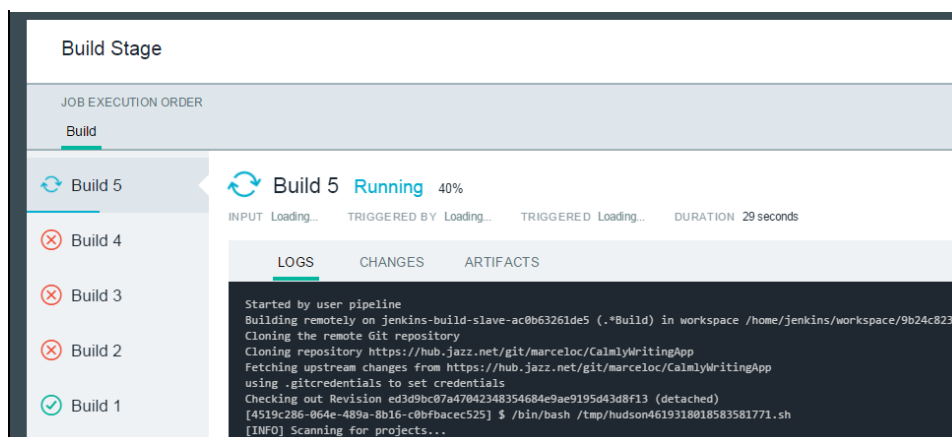 Build Stage
JOB EXECUTION ORDER
Build
Build 5
Build 4
Build 3
Build 2
Build 1
Build 5 Running 40%
INPUT Loading... TRIGGERED BY Loading... TRIGGERED Loading... DURATION 29 seconds
LOGS CHANGES ARTIFACTS
Started by user pipeline
Building remotely on jenkins-build-slave-ac0b63261de5 (.*Build) in workspace /home/jenkins/workspace/9b24c823
Cloning the remote Git repository
Cloning repository https://hub.jazz.net/git/marceloc/CalmlyWritingApp
Fetching upstream changes from https://hub.jazz.net/git/marceloc/CalmlyWritingApp
using .gitcredentials to set credentials
Checking out Revision ed3d9bc07a47042348354684e9ae9195d43d8f13 (detached)
[4519c286-064e-489a-8b16-c0bfbacec525] $ /bin/bash /tmp/hudson4619318018583581771.sh
[INFO] Scanning for projects...